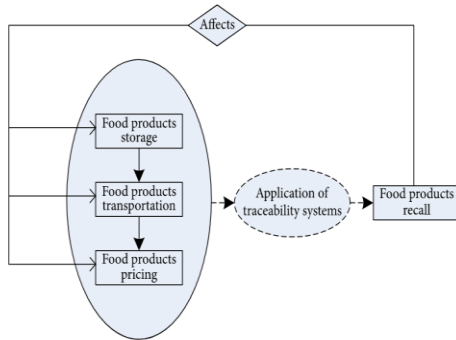 Affects
Food products
storage
Food products
transportation
Food products
pricing
Application of
traceability systems
Food products
recall